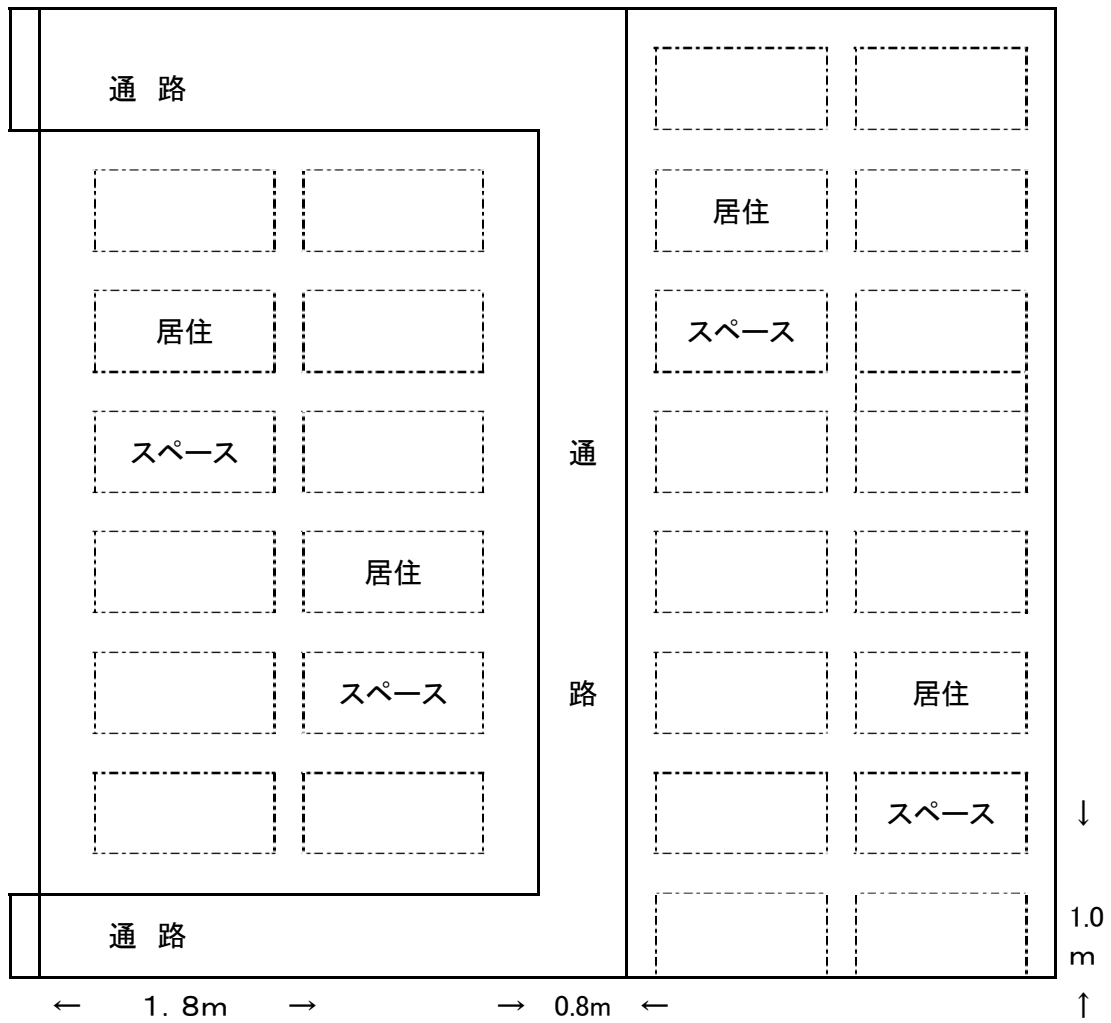 通 路
居住
居住
スペース
スペース
通
居住
路
スペース
居住
スペース
↓
通 路
1.0
m
← 1. 8m → → 0.8m ← ↑